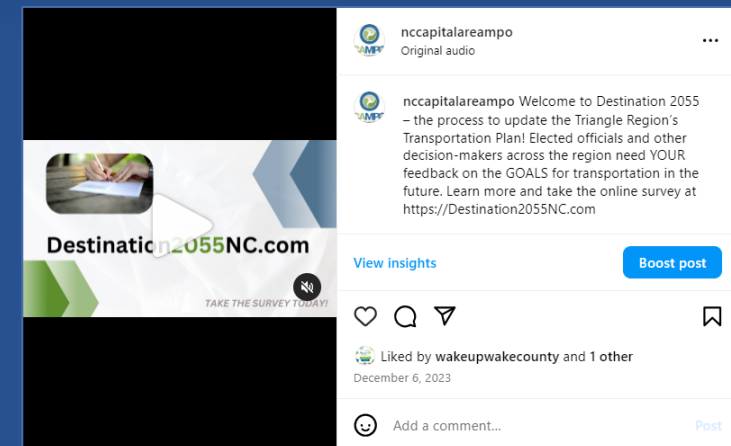 nccapitalareampo
Original audio
CAMPO
nccapitalareampo Welcome to Destination 2055
– the process to update the Triangle Region's
Transportation Plan! Elected officials and other
decision-makers across the region need YOUR
feedback on the GOALS for transportation in the
future. Learn more and take the online survey at
https://Destination2055NC.com
Destination2055NC.com
TAKE THE SURVEY TODAY!
View insights
Boost post
Liked by wakeupwakecounty and 1 other
December 6, 2023
Add a comment...
Post